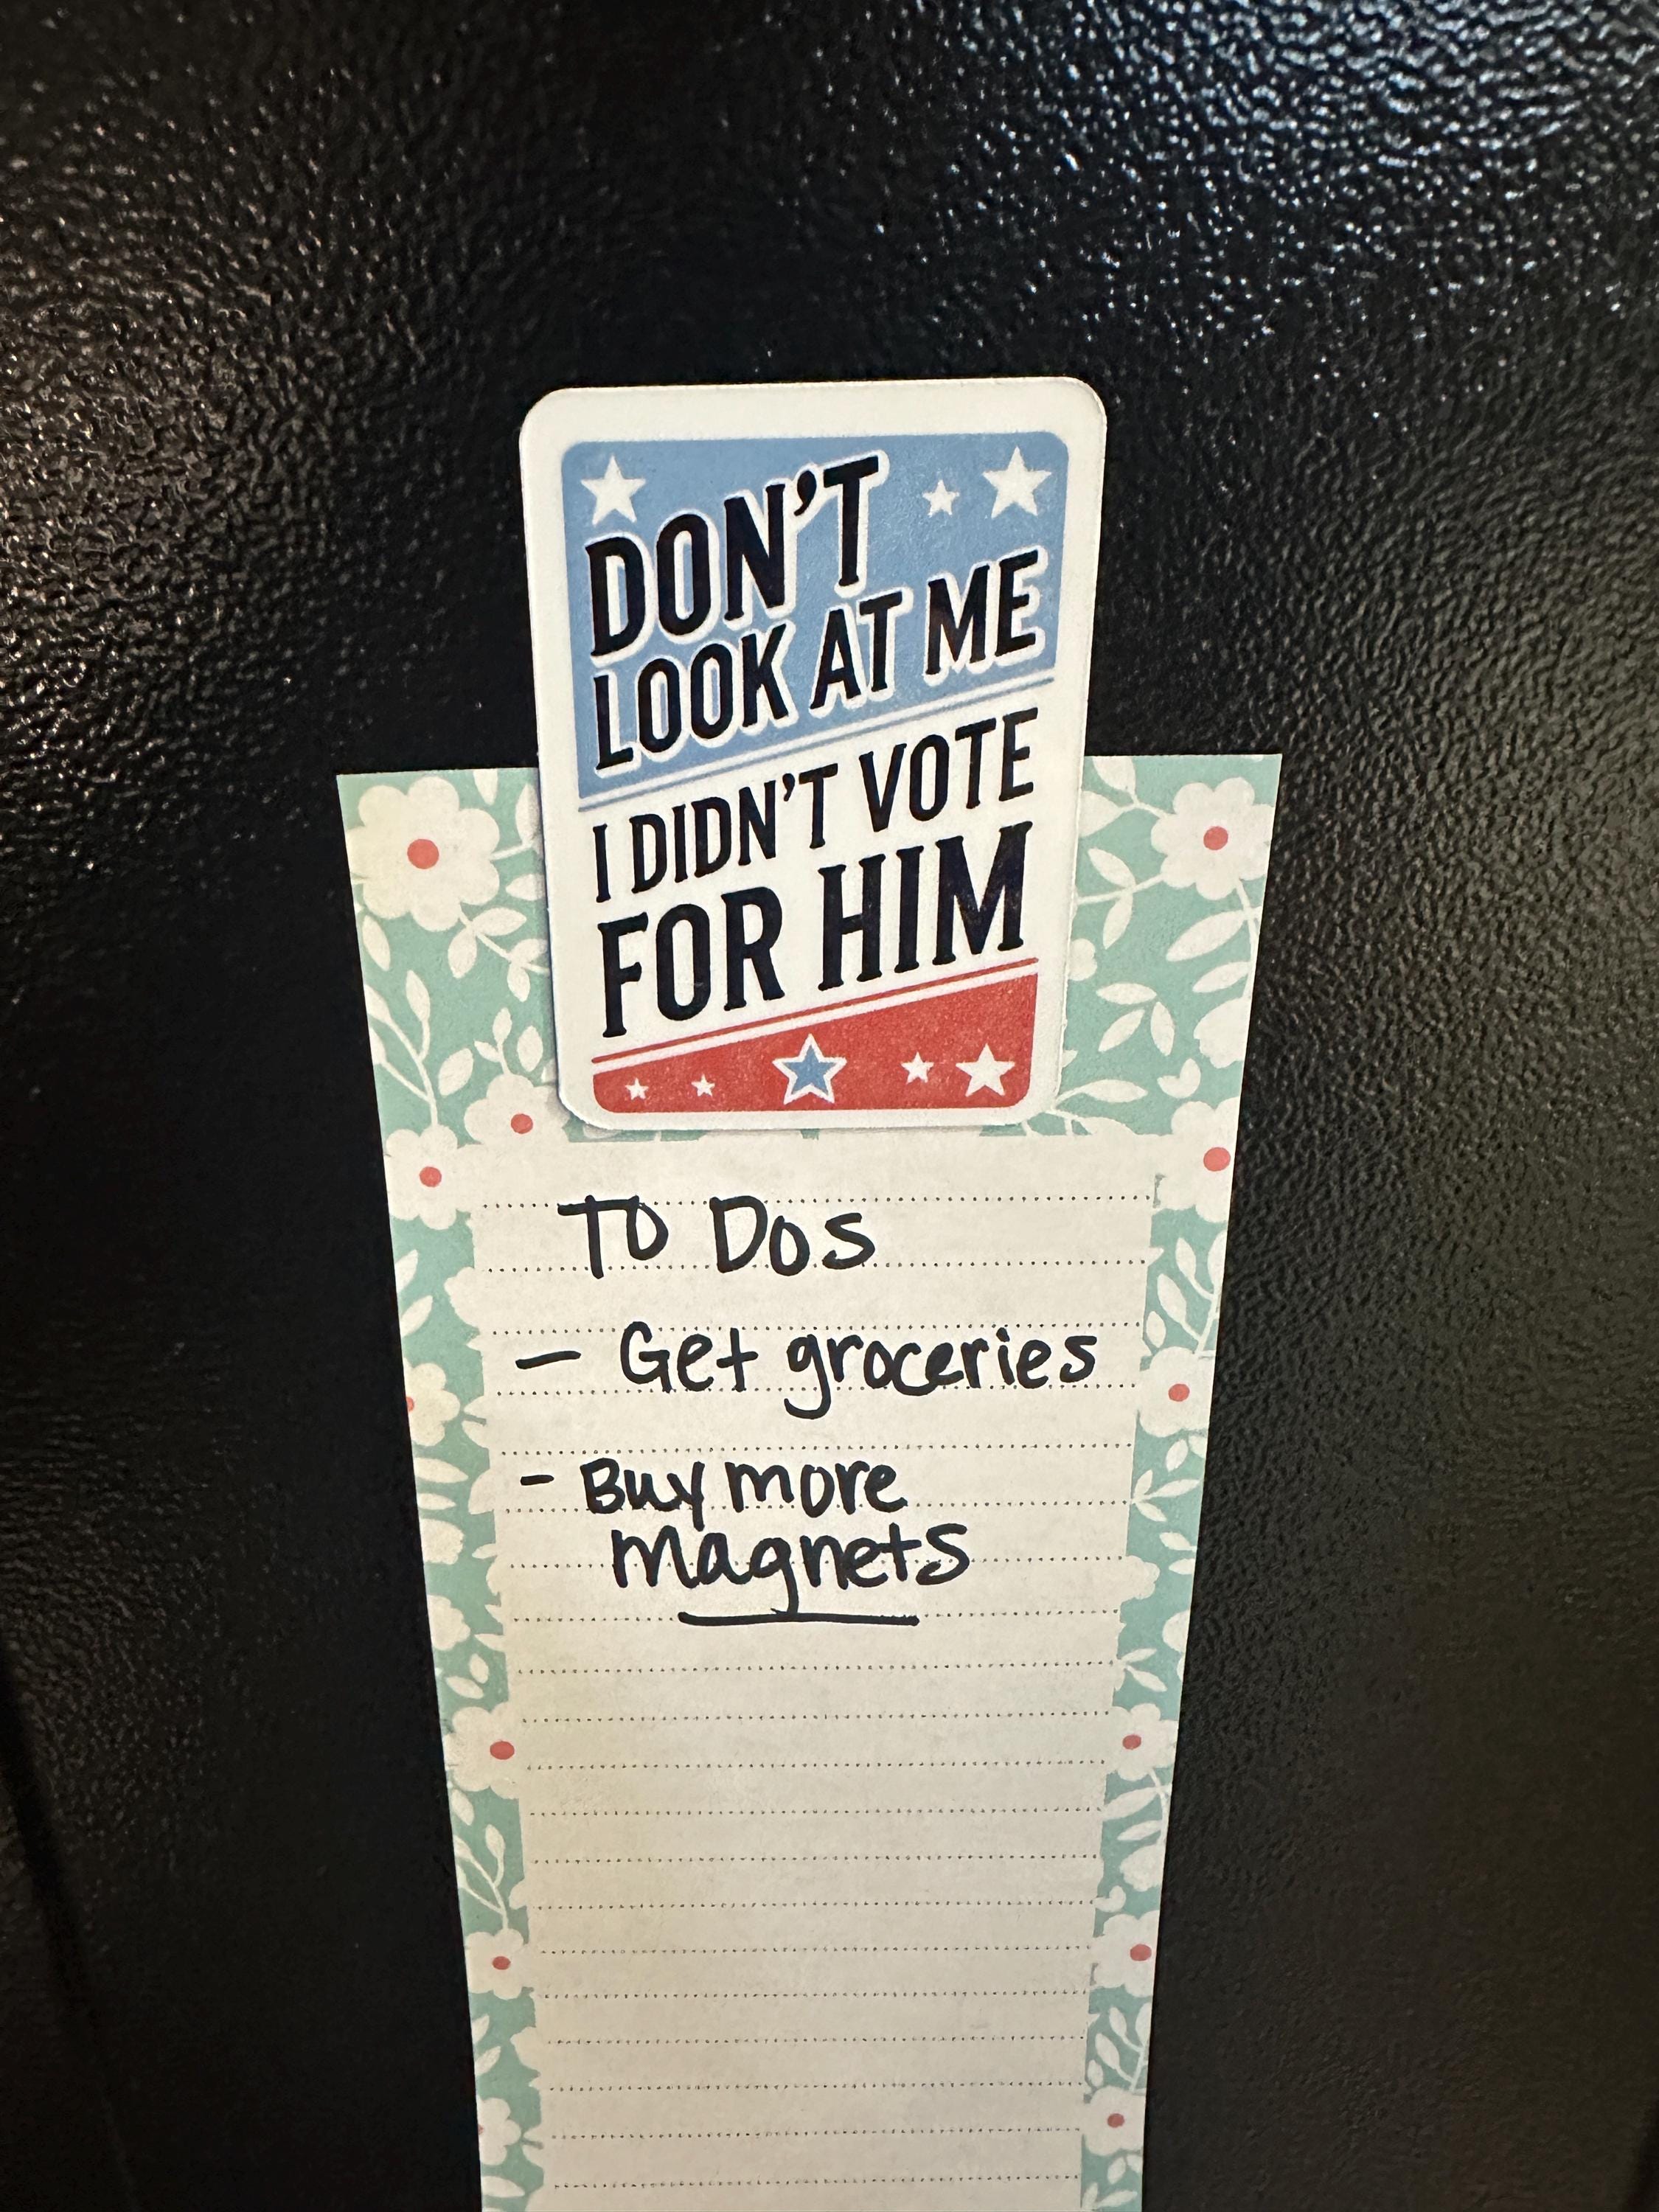 DON'T
LOOK AT ME
I DIDN'T VOTE
FOR HIM
TO DOS
- Get groceries
- Buy more
magnets